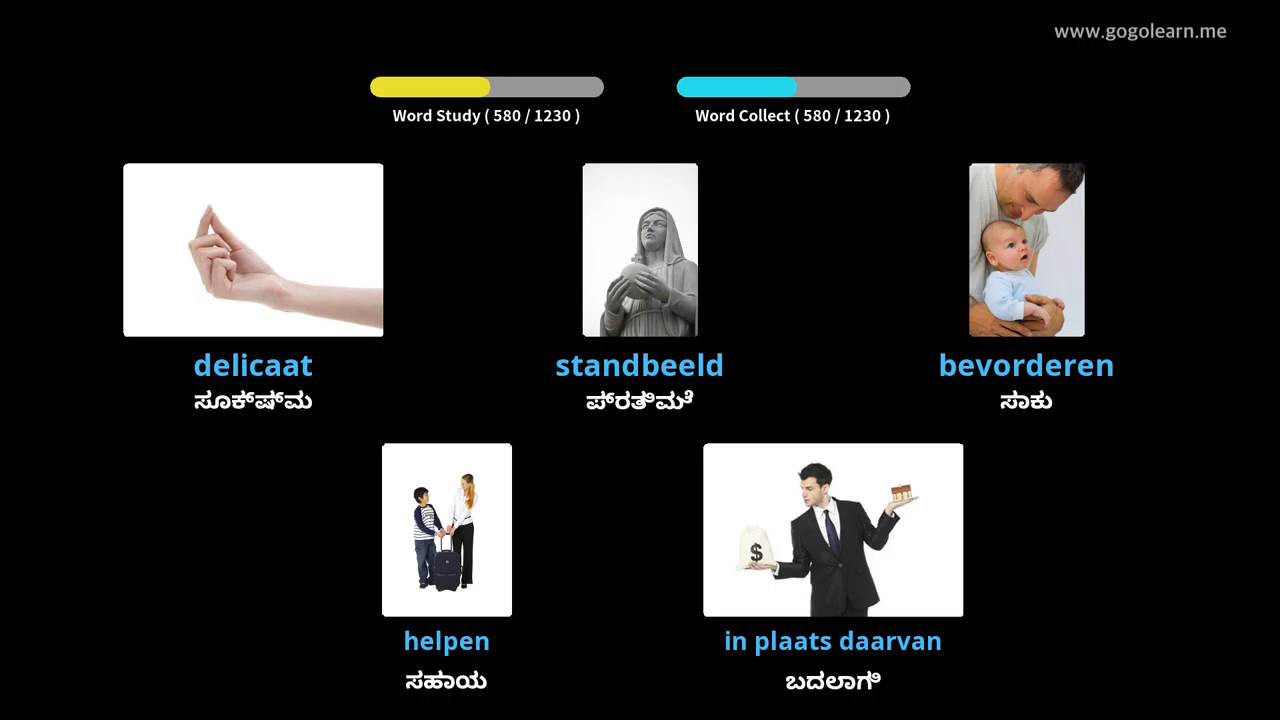 www.gogolearn.me
Word Study ( 580 / 1230 )
Word Collect ( 580 / 1230 )
delicaat
standbeeld
bevorderen
ಸೂಕ್ಷ್ಮ
ಪ್ರತಿಮೆ
ಸಾಕು
$
helpen
in plaats daarvan
ಸಹಾಯ
ಬದಲಾಗಿ